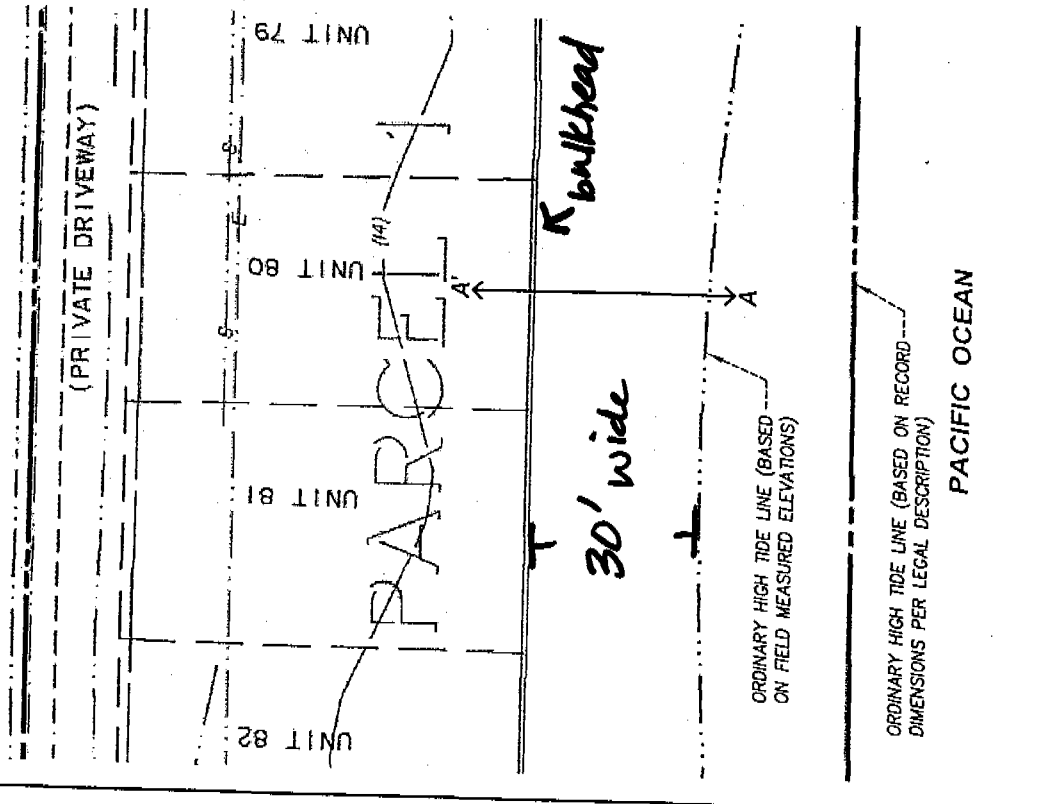 (PRIVATE DRIVEWAY)
UNIT 79
UNIT 80
UNIT 81
UNIT 82
S
E
S
(14)
PARCEL 1
A'
A
bulkhead
30' wide
ORDINARY HIGH TIDE LINE (BASED
ON FIELD MEASURED ELEVATIONS)
ORDINARY HIGH TIDE LINE (BASED ON RECORD
DIMENSIONS PER LEGAL DESCRIPTION)
PACIFIC OCEAN